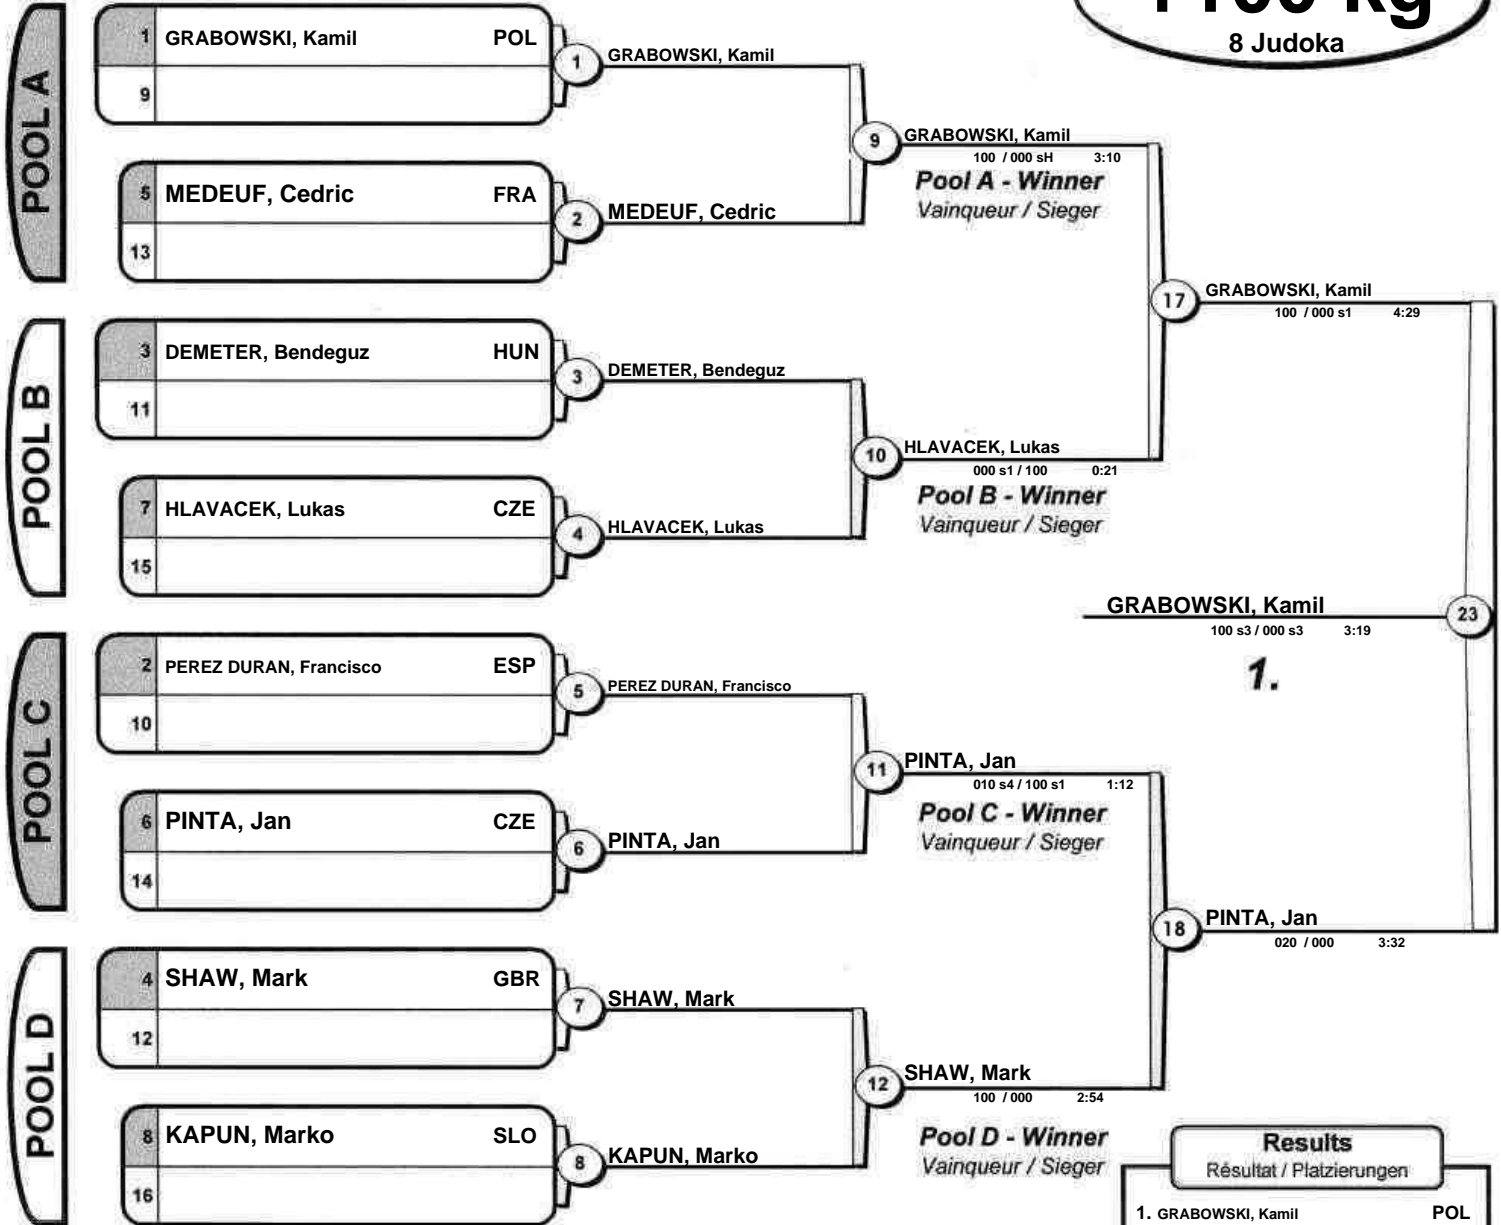 +100 kg
8 Judoka
POOL A
1 GRABOWSKI, Kamil POL
9
1 GRABOWSKI, Kamil
5 MEDEUF, Cedric FRA
13
2 MEDEUF, Cedric
9 GRABOWSKI, Kamil
100 / 000 sH 3:10
Pool A - Winner
Vainqueur / Sieger
POOL B
3 DEMETER, Bendeguz HUN
11
3 DEMETER, Bendeguz
7 HLAVACEK, Lukas CZE
15
4 HLAVACEK, Lukas
10 HLAVACEK, Lukas
000 s1 / 100 0:21
Pool B - Winner
Vainqueur / Sieger
17 GRABOWSKI, Kamil
100 / 000 s1 4:29
GRABOWSKI, Kamil 23
100 s3 / 000 s3 3:19
1.
POOL C
2 PEREZ DURAN, Francisco ESP
10
5 PEREZ DURAN, Francisco
6 PINTA, Jan CZE
14
6 PINTA, Jan
11 PINTA, Jan
010 s4 / 100 s1 1:12
Pool C - Winner
Vainqueur / Sieger
18 PINTA, Jan
020 / 000 3:32
POOL D
4 SHAW, Mark GBR
12
7 SHAW, Mark
8 KAPUN, Marko SLO
16
8 KAPUN, Marko
12 SHAW, Mark
100 / 000 2:54
Pool D - Winner
Vainqueur / Sieger
Results
Résultat / Platzierungen
1. GRABOWSKI, Kamil POL